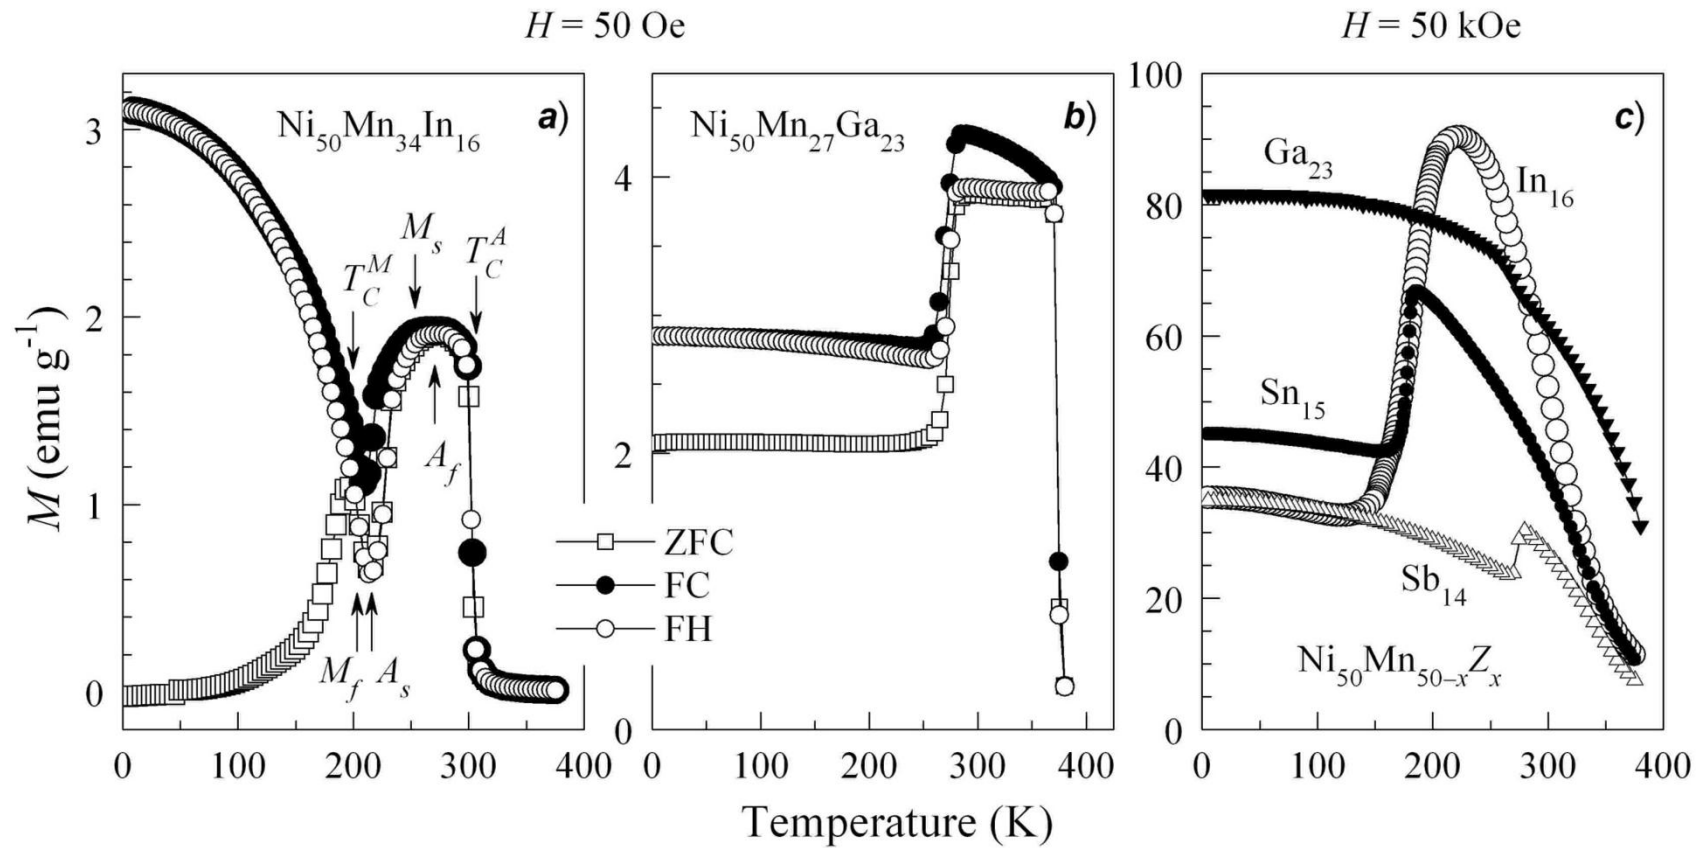 H = 50 Oe
H = 50 kOe
Ni₅₀Mn₃₄In₁₆
a)
Ni₅₀Mn₂₇Ga₂₃
b)
c)
M (emu g⁻¹)
3
2
1
0
T_C^M
M_s
T_C^A
A_f
M_f
A_s
ZFC
FC
FH
4
2
0
100
80
60
40
20
0
Ga₂₃
In₁₆
Sn₁₅
Sb₁₄
Ni₅₀Mn₅₀₋ₓZₓ
0 100 200 300 400
0 100 200 300 400
0 100 200 300 400
Temperature (K)